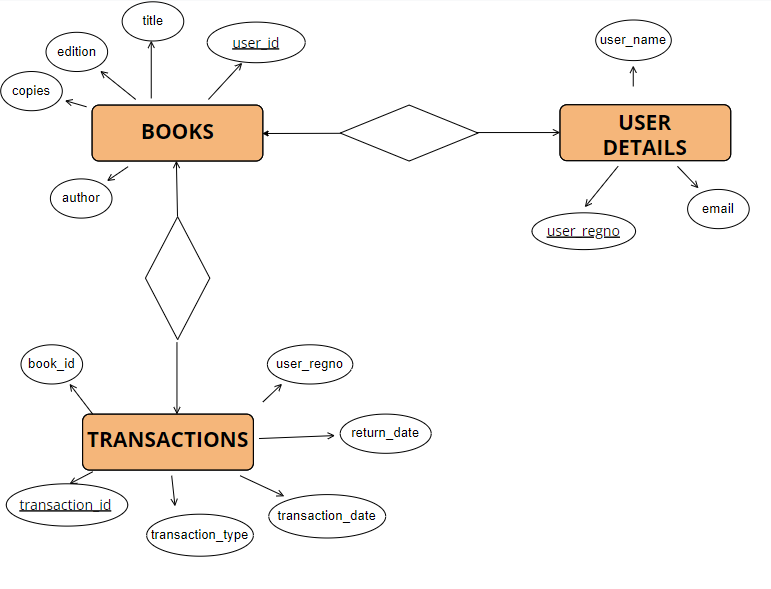 title
user_id
edition
copies
BOOKS
author
user_name
USER
DETAILS
email
user_regno
book_id
user_regno
TRANSACTIONS
return_date
transaction_id
transaction_type
transaction_date